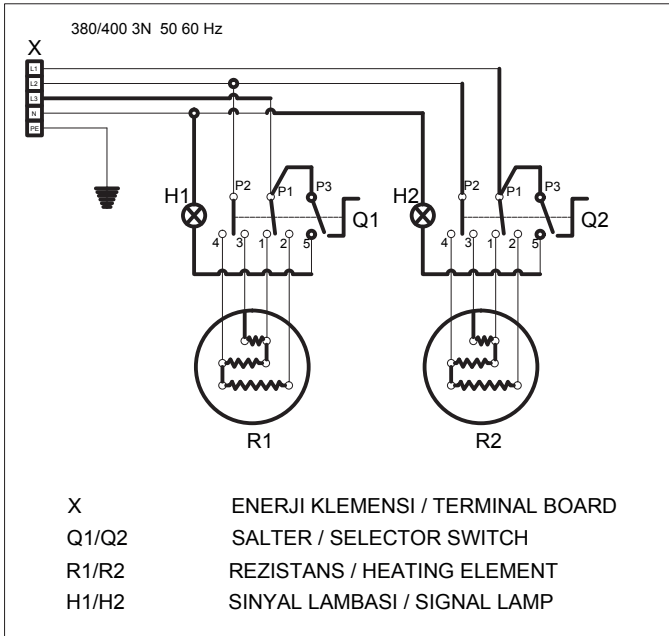 380/400 3N 50 60 Hz
X
L1
L2
L3
N
PE
H1
P2
P1
P3
Q1
4
3
1
2
5
H2
P2
P1
P3
Q2
4
3
1
2
5
R1
R2
X ENERJI KLEMENSI / TERMINAL BOARD
Q1/Q2 SALTER / SELECTOR SWITCH
R1/R2 REZISTANS / HEATING ELEMENT
H1/H2 SINYAL LAMBASI / SIGNAL LAMP